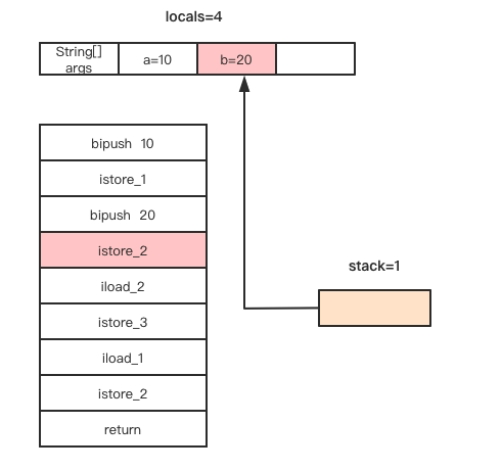 locals=4
String[]
args
a=10
b=20
bipush 10
istore_1
bipush 20
istore_2
iload_2
istore_3
iload_1
istore_2
return
stack=1